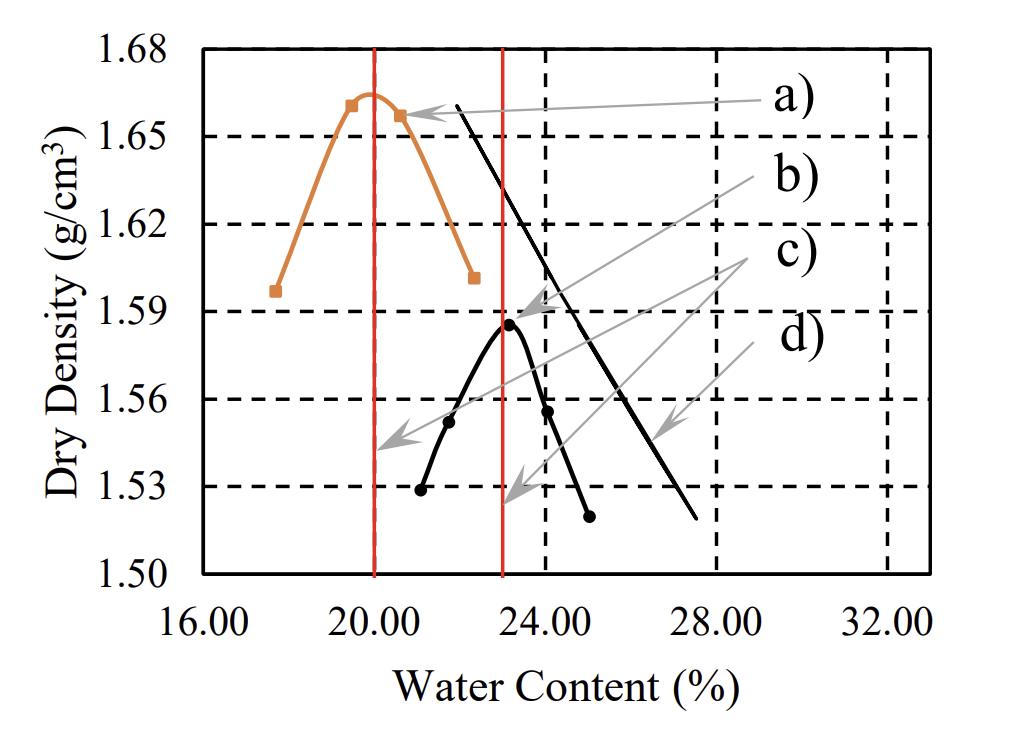 1.68
1.65
1.62
1.59
1.56
1.53
1.50
Dry Density (g/cm³)
a)
b)
c)
d)
16.00 20.00 24.00 28.00 32.00
Water Content (%)